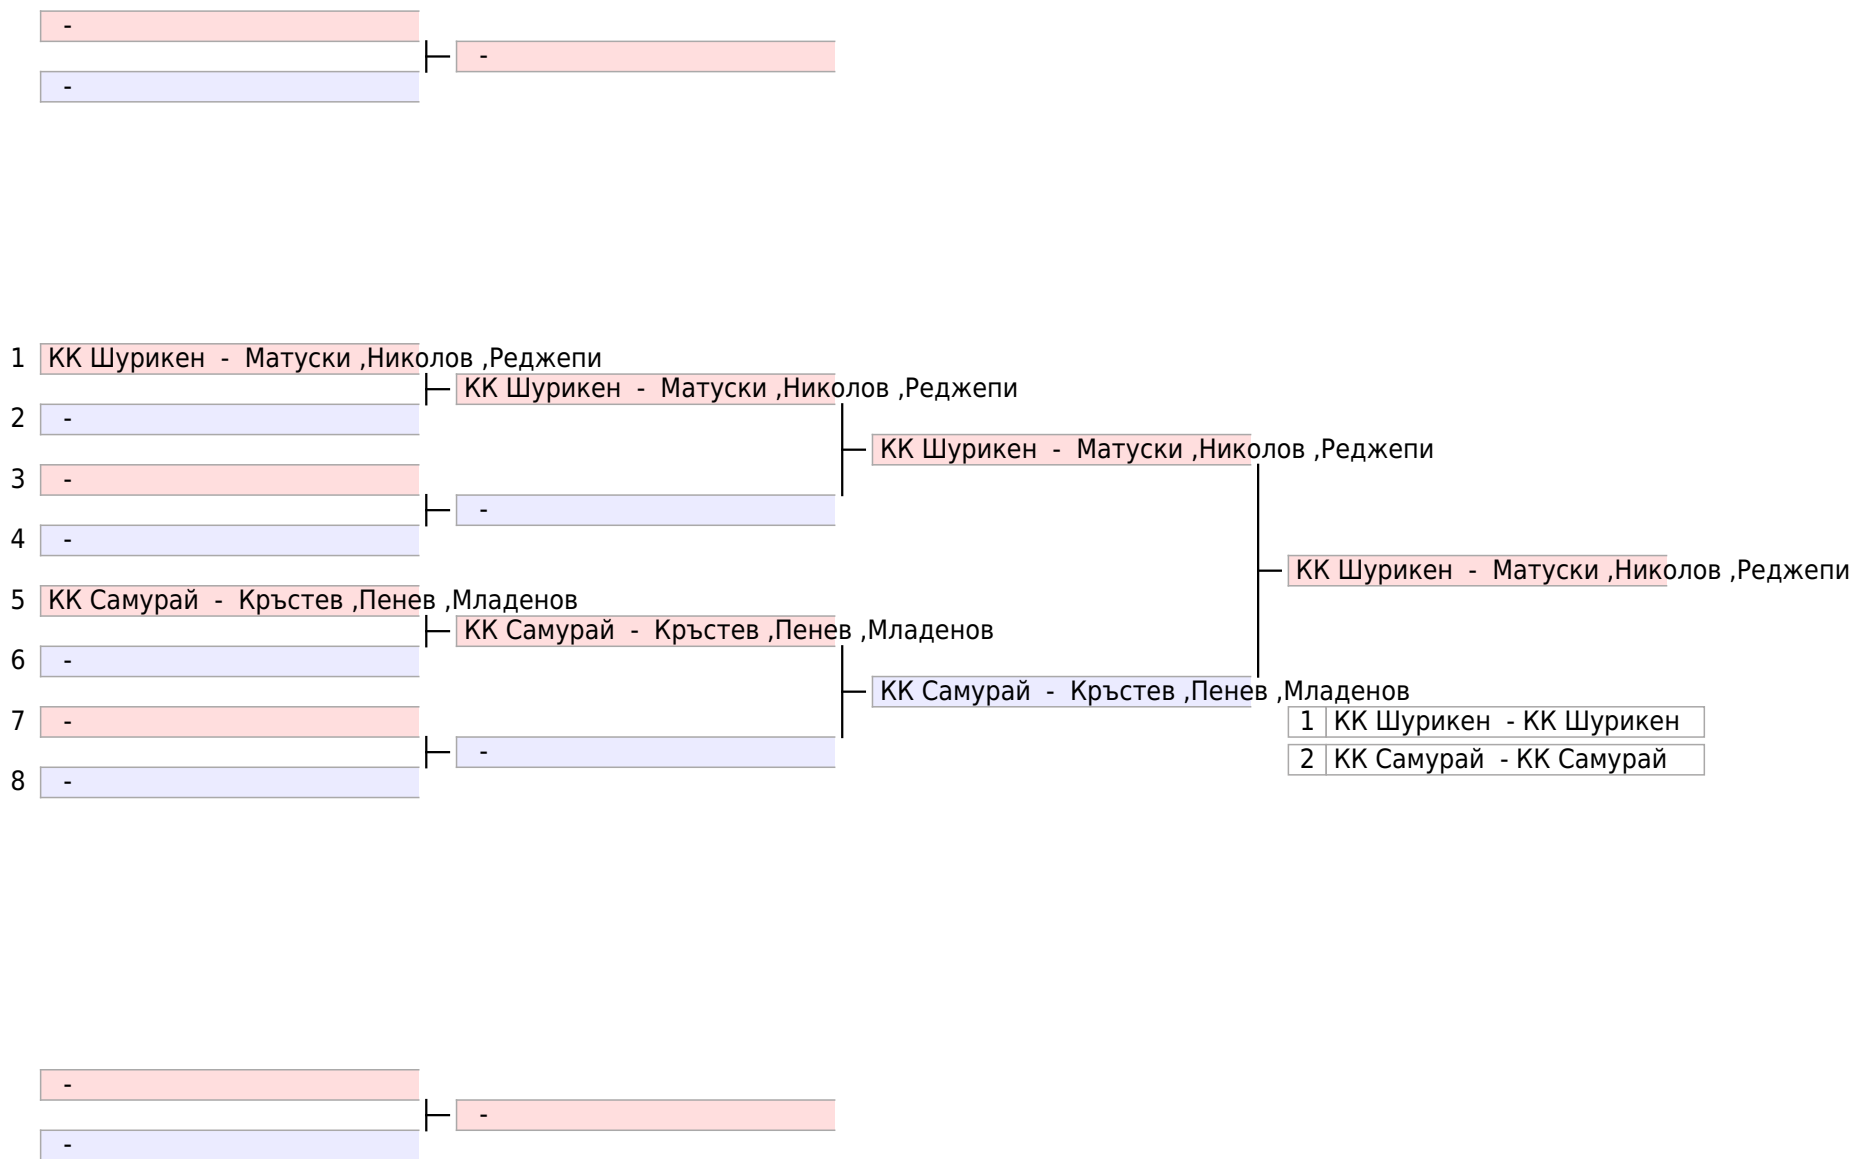 -
-
-
1 КК Шурикен - Матуски ,Николов ,Реджепи
КК Шурикен - Матуски ,Николов ,Реджепи
2 -
КК Шурикен - Матуски ,Николов ,Реджепи
3 -
-
4 -
КК Шурикен - Матуски ,Николов ,Реджепи
5 КК Самурай - Кръстев ,Пенев ,Младенов
КК Самурай - Кръстев ,Пенев ,Младенов
6 -
КК Самурай - Кръстев ,Пенев ,Младенов
7 -
1 КК Шурикен - КК Шурикен
-
2 КК Самурай - КК Самурай
8 -
-
-
-